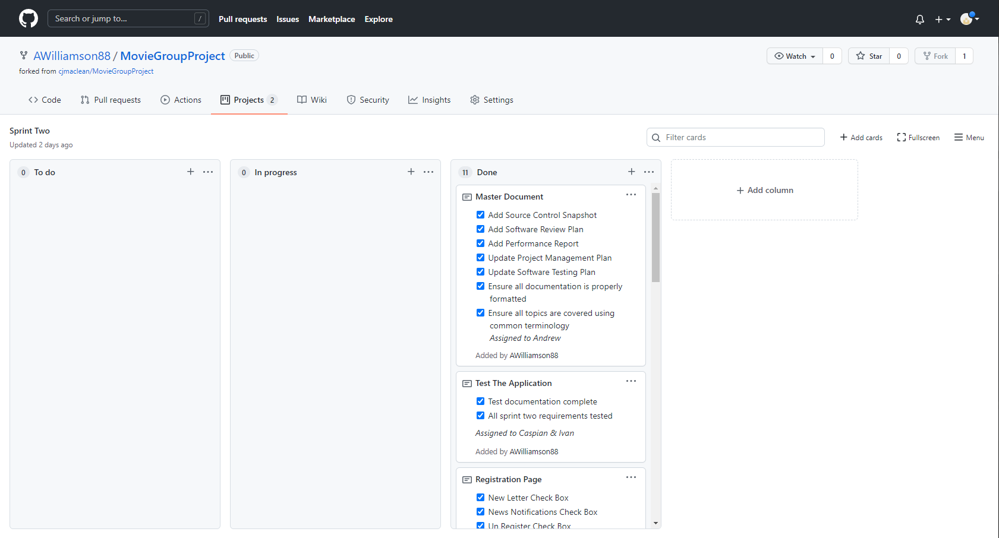 Search or jump to... /
Pull requests Issues Marketplace Explore
AWilliamson88 / MovieGroupProject Public
Watch 0 Star 0 Fork 1
forked from cjmaclean/MovieGroupProject
Code Pull requests Actions Projects 2 Wiki Security Insights Settings
Sprint Two
Updated 2 days ago
Filter cards
Add cards Fullscreen Menu
0 To do
0 In progress
11 Done
Master Document
Add Source Control Snapshot
Add Software Review Plan
Add Performance Report
Update Project Management Plan
Update Software Testing Plan
Ensure all documentation is properly
formatted
Ensure all topics are covered using
common terminology
Assigned to Andrew
Added by AWilliamson88
Test The Application
Test documentation complete
All sprint two requirements tested
Assigned to Caspian & Ivan
Added by AWilliamson88
Registration Page
New Letter Check Box
News Notifications Check Box
Un Register Check Box
Add column